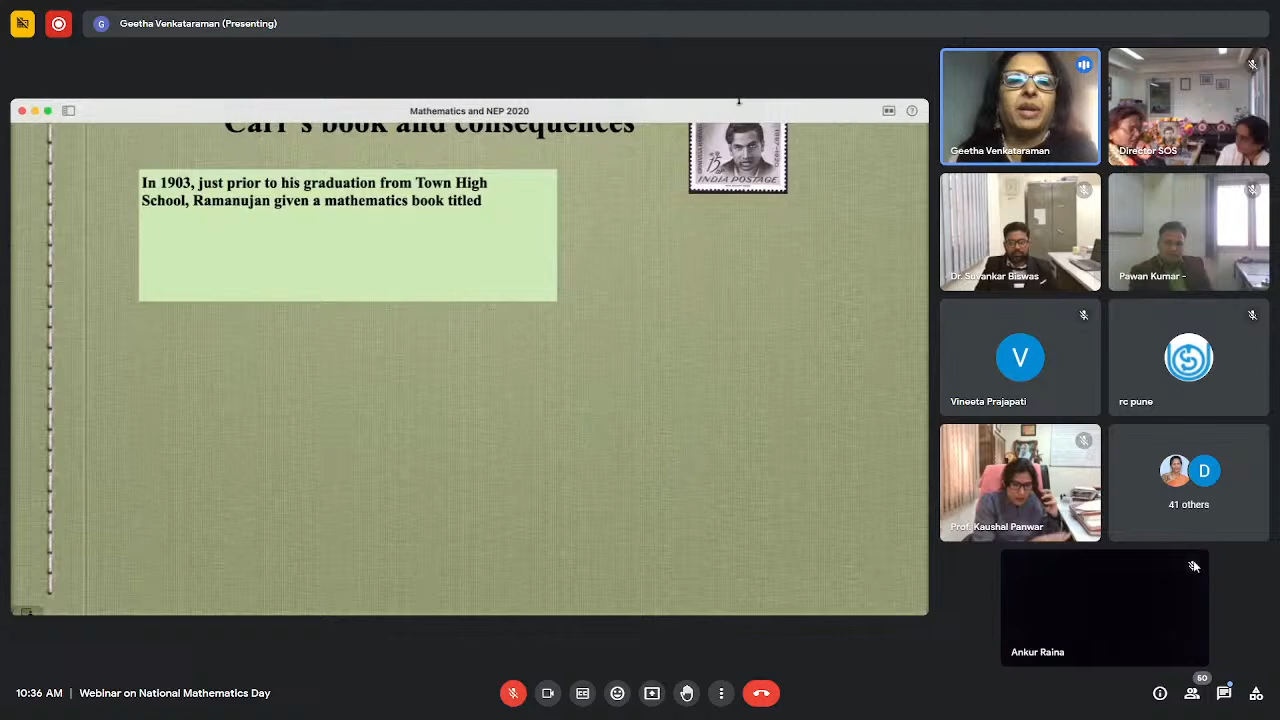 G Geetha Venkataraman (Presenting)
Mathematics and NEP 2020
Carr's book and consequences
In 1903, just prior to his graduation from Town High
School, Ramanujan given a mathematics book titled
15
INDIA POSTAGE
Geetha Venkataraman
Director SOS
Dr. Suvankar Biswas
Pawan Kumar -
V
Vineeta Prajapati
rc pune
Prof. Kaushal Panwar
D
41 others
Ankur Raina
10:36 AM | Webinar on National Mathematics Day
60